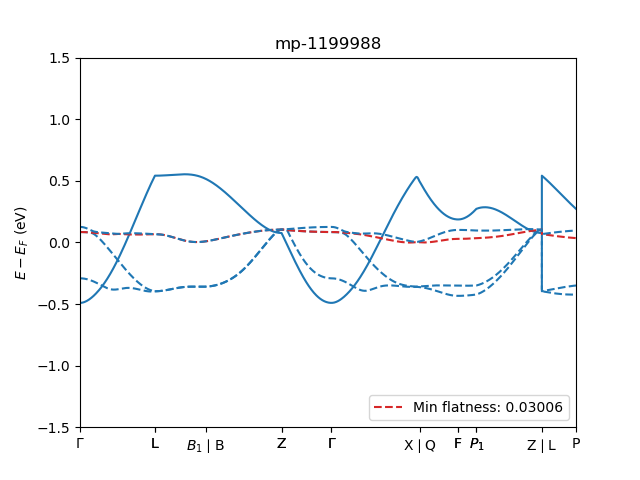 mp-1199988
1.5
1.0
0.5
0.0
−0.5
−1.0
−1.5
E − E_F (eV)
Min flatness: 0.03006
Γ L B₁ | B Z Γ X | Q F P₁ Z | L P